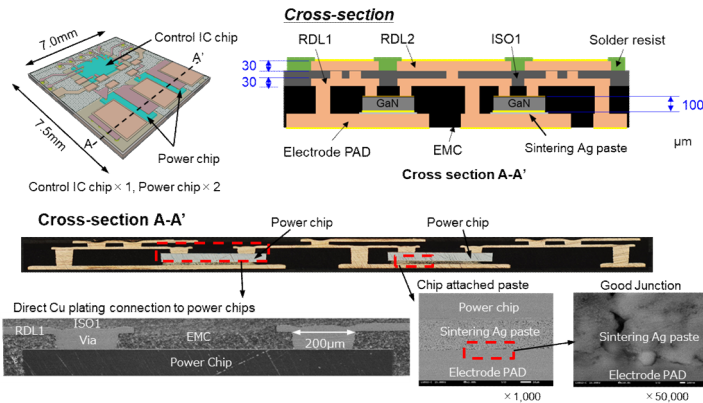 Cross-section
7.0mm
Control IC chip
A'
7.5mm
A
Power chip
Control IC chip × 1, Power chip × 2
RDL1
RDL2
ISO1
Solder resist
30
30
GaN
GaN
100
Electrode PAD
EMC
Sintering Ag paste
μm
Cross section A-A'
Cross-section A-A'
Power chip
Power chip
Direct Cu plating connection to power chips
RDL1
ISO1
Via
EMC
200μm
Power Chip
Chip attached paste
Power chip
Sintering Ag paste
Electrode PAD
× 1,000
Good Junction
Sintering Ag paste
Electrode PAD
× 50,000